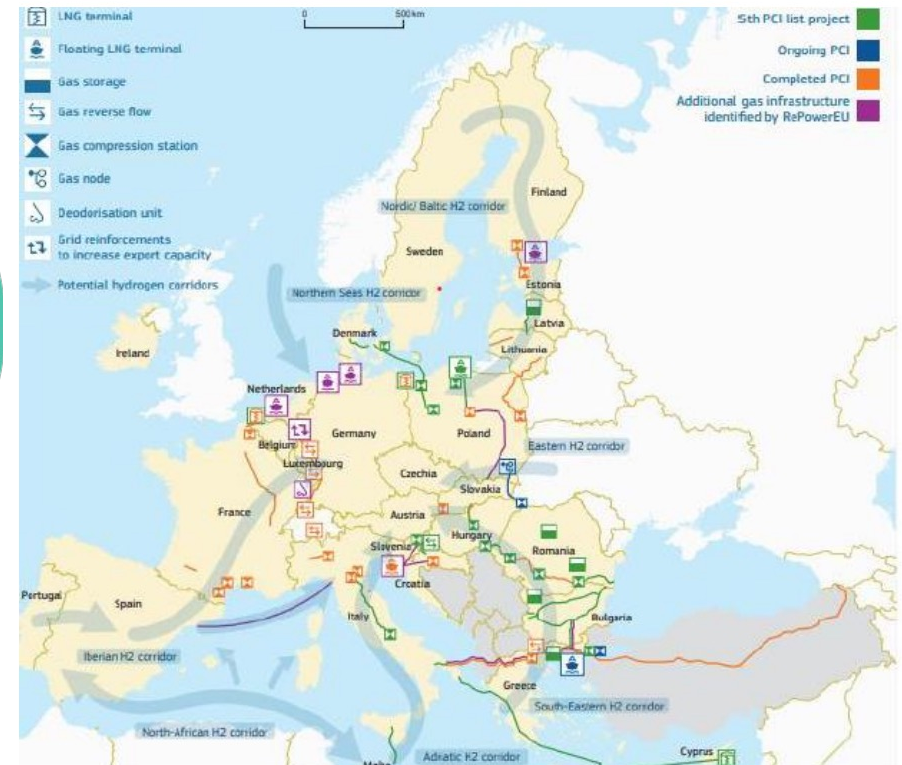 LNG terminal
Floating LNG terminal
Gas storage
Gas reverse flow
Gas compression station
Gas node
Deodorisation unit
Grid reinforcements
to increase export capacity
Potential hydrogen corridors
0 500 km
5th PCI list project
Ongoing PCI
Completed PCI
Additional gas infrastructure
identified by RePowerEU
Finland
Nordic/ Baltic H2 corridor
Sweden
Estonia
Northern Seas H2 corridor
Latvia
Denmark
Ireland
Lithuania
Netherlands
Belgium
Germany
Poland
Eastern H2 corridor
Luxembourg
Czechia
Slovakia
France
Austria
Hungary
Slovenia
Romania
Croatia
Portugal
Spain
Italy
Bulgaria
Iberian H2 corridor
Greece
South-Eastern H2 corridor
North-African H2 corridor
Adriatic H2 corridor
Cyprus